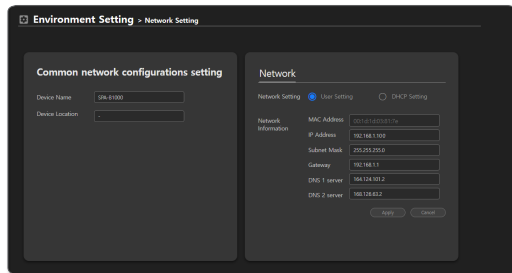 Environment Setting > Network Setting
Common network configurations setting
Device Name SPA-B1000
Device Location -
Network
Network Setting User Setting DHCP Setting
Network Information
MAC Address
IP Address 192.168.1.100
Subnet Mask 255.255.255.0
Gateway 192.168.1.1
DNS 1 server 164.124.101.2
DNS 2 server 168.126.63.2
Apply Cancel